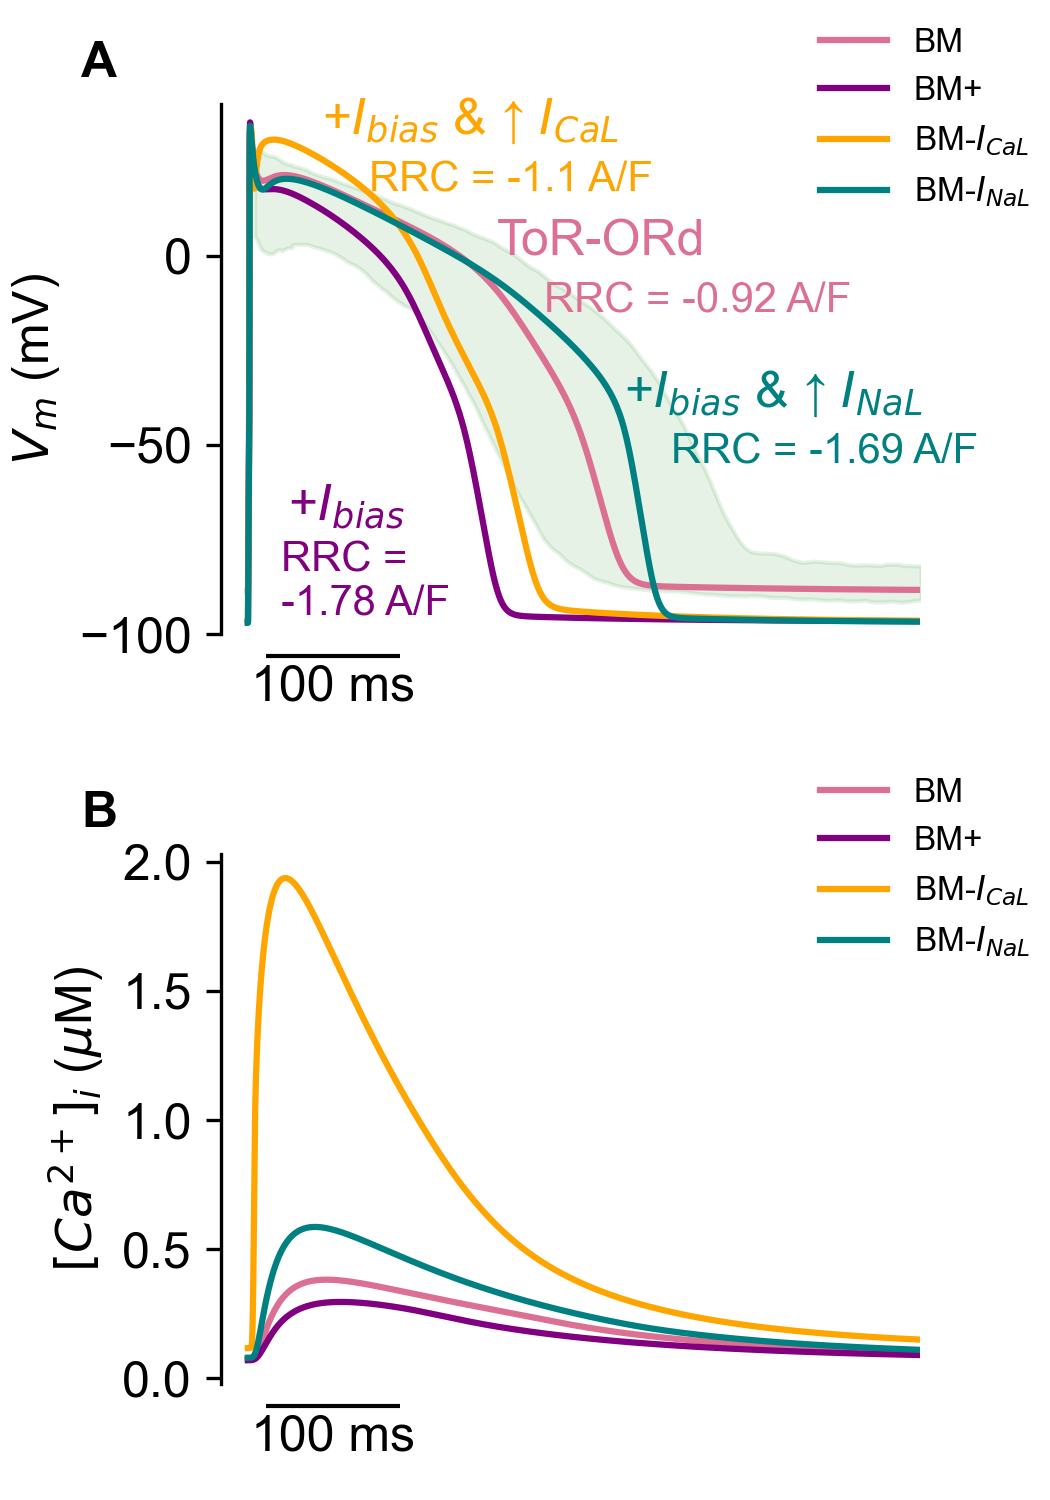 A
BM
BM+
BM-I_CaL
BM-I_NaL
+I_bias & ↑ I_CaL
RRC = -1.1 A/F
ToR-ORd
RRC = -0.92 A/F
+I_bias & ↑ I_NaL
RRC = -1.69 A/F
+I_bias
RRC =
-1.78 A/F
V_m (mV)
0
−50
−100
100 ms
B
BM
BM+
BM-I_CaL
BM-I_NaL
[Ca²⁺]_i (μM)
2.0
1.5
1.0
0.5
0.0
100 ms